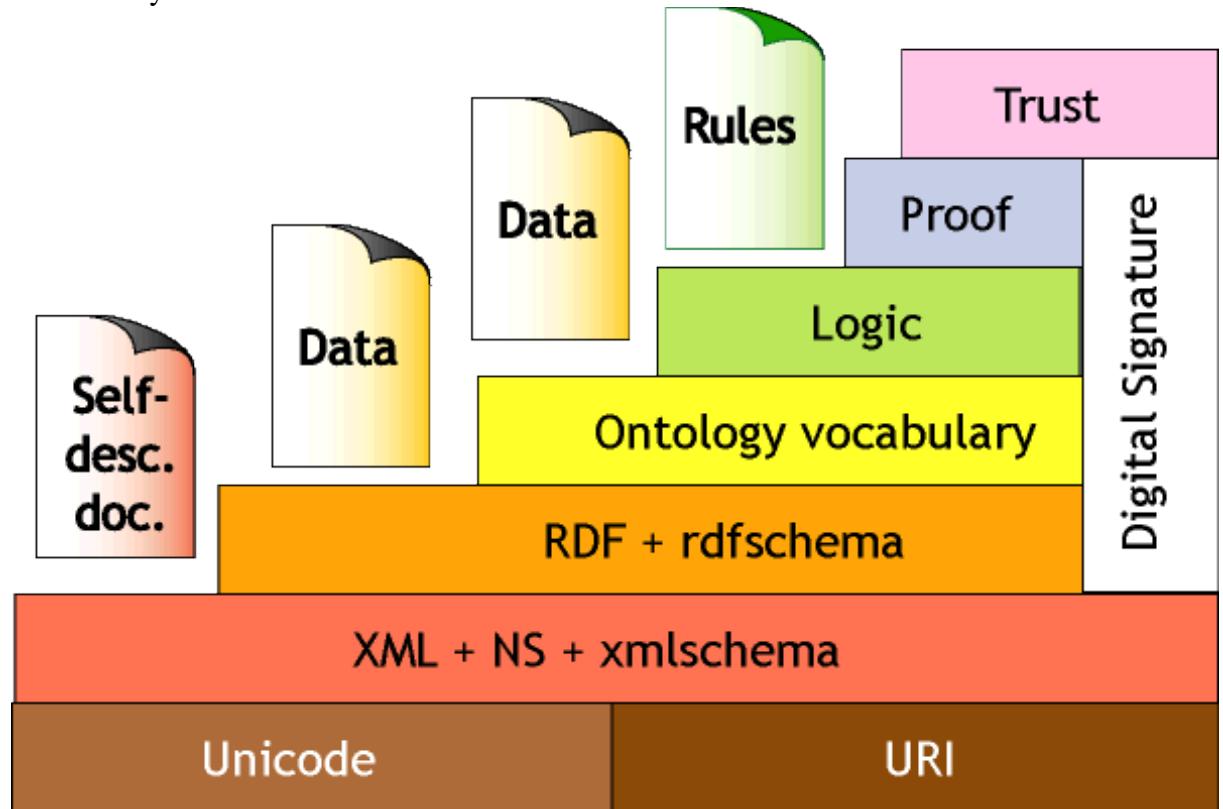 Rules
Trust
Data
Proof
Data
Logic
Self-
desc.
doc.
Ontology vocabulary
Digital Signature
RDF + rdfschema
XML + NS + xmlschema
Unicode
URI